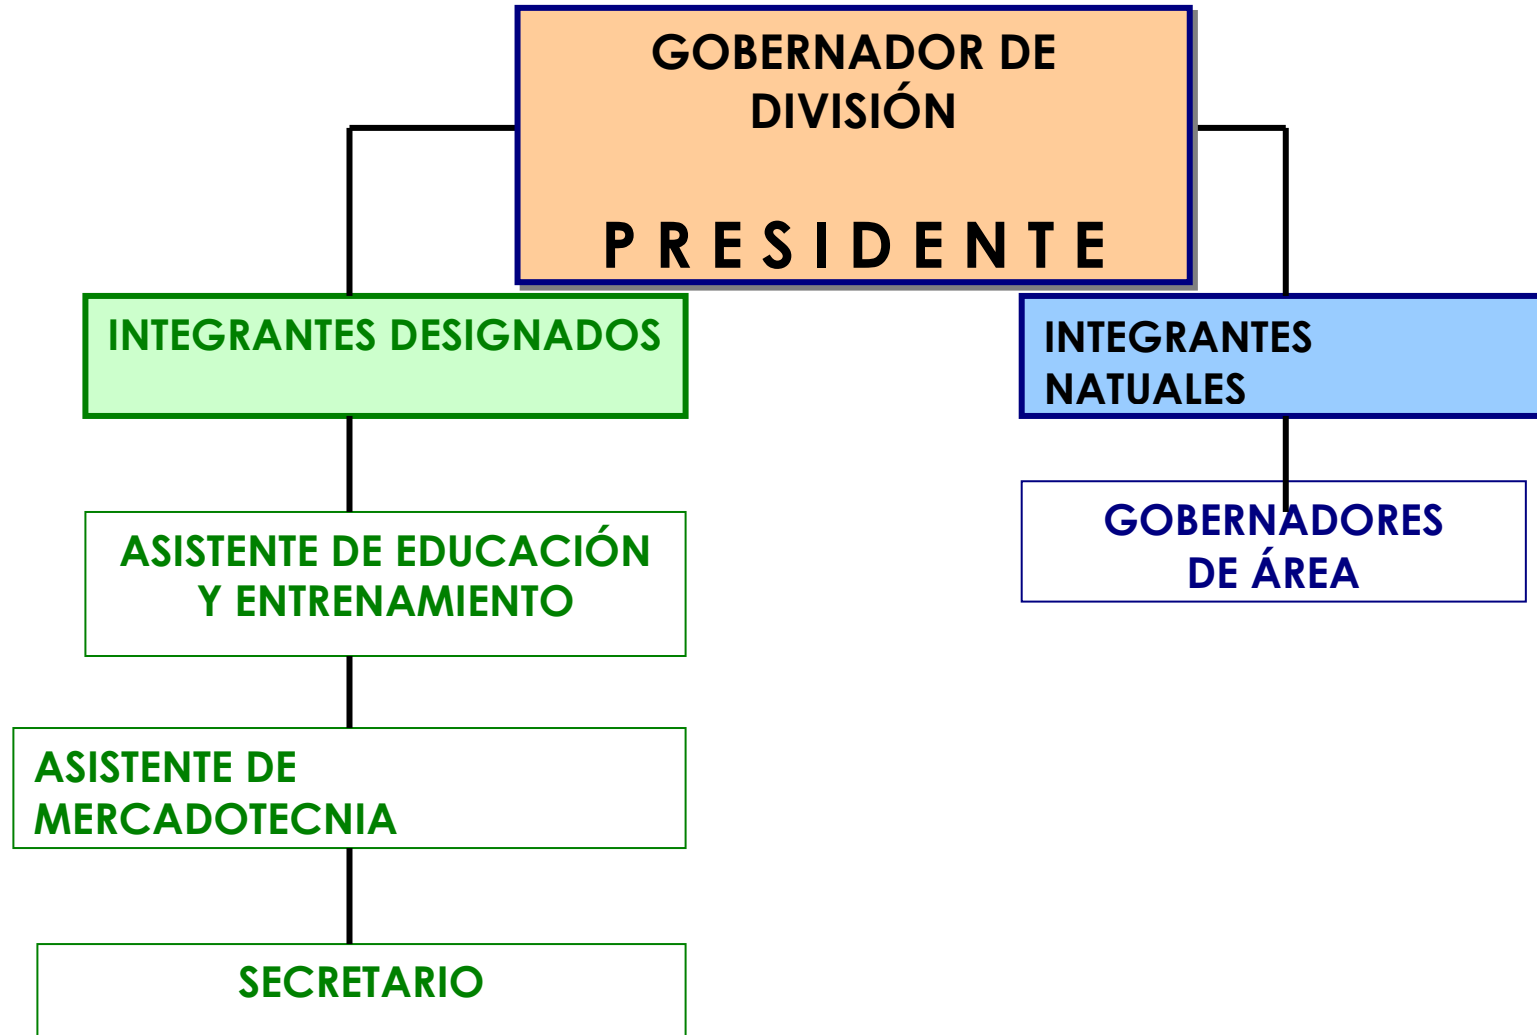 GOBERNADOR DE
DIVISIÓN
P R E S I D E N T E
INTEGRANTES DESIGNADOS
INTEGRANTES
NATUALES
ASISTENTE DE EDUCACIÓN
Y ENTRENAMIENTO
GOBERNADORES
DE ÁREA
ASISTENTE DE
MERCADOTECNIA
SECRETARIO